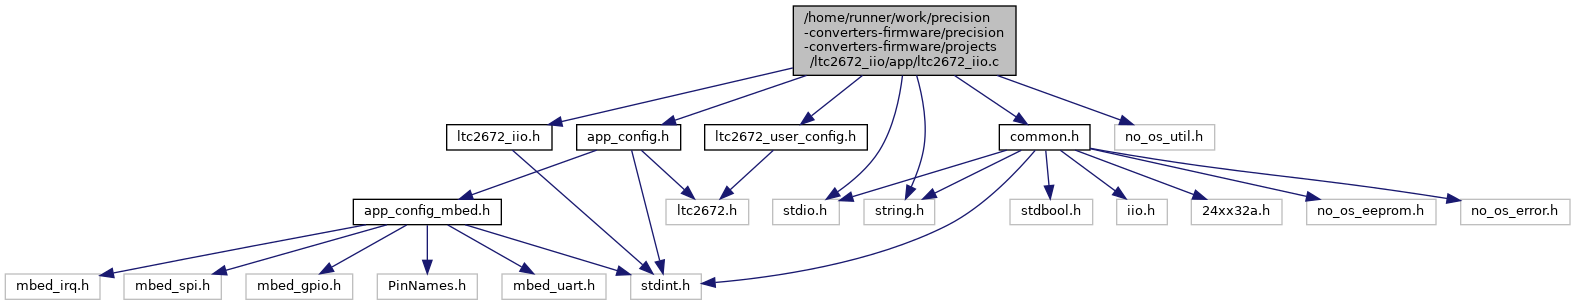 /home/runner/work/precision
-converters-firmware/precision
-converters-firmware/projects
/ltc2672_iio/app/ltc2672_iio.c
ltc2672_iio.h
app_config.h
ltc2672_user_config.h
common.h
no_os_util.h
app_config_mbed.h
ltc2672.h
stdio.h
string.h
stdbool.h
iio.h
24xx32a.h
no_os_eeprom.h
no_os_error.h
mbed_irq.h
mbed_spi.h
mbed_gpio.h
PinNames.h
mbed_uart.h
stdint.h